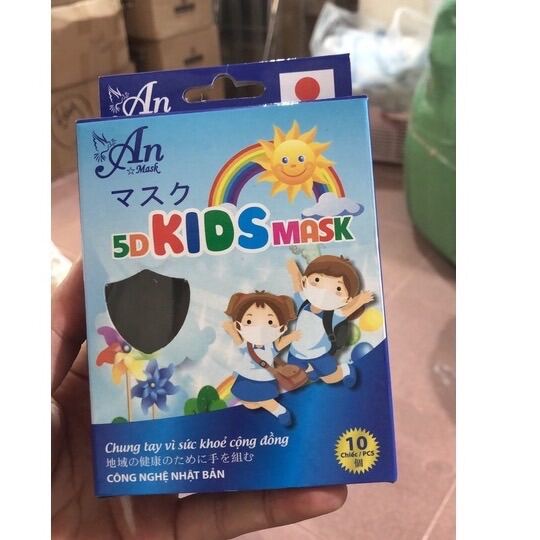 An
An
Mask
マスク
5D KIDS MASK
Chung tay vì sức khoẻ cộng đồng
地域の健康のために手を組む
CÔNG NGHỆ NHẬT BẢN
10
Chiếc / PCS
個